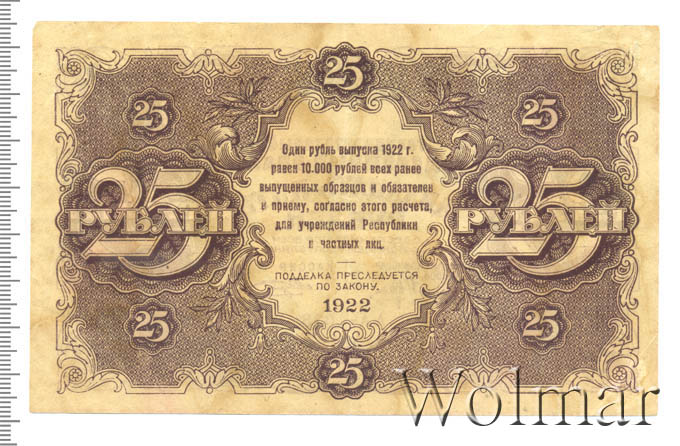 25
25 25
Один рубль выпуска 1922 г.
равен 10.000 рублей всех ранее
выпущенных образцов и обязателен
к приему, согласно этого расчета,
для учреждений Республики
и частных лиц.
25 РУБЛЕЙ 25 РУБЛЕЙ
ПОДДЕЛКА ПРЕСЛЕДУЕТСЯ
ПО ЗАКОНУ.
1922
25 25
25
Wolmar